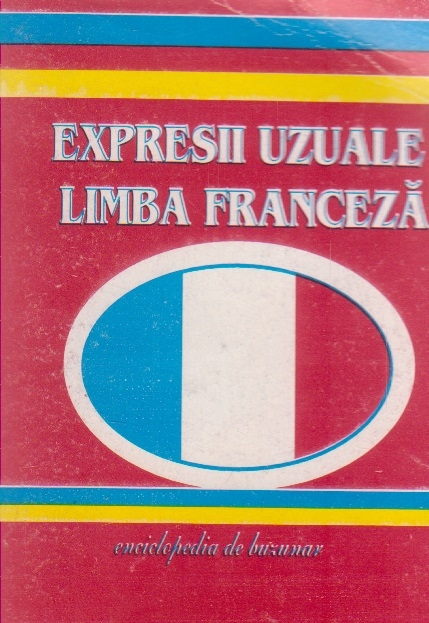 EXPRESII UZUALE
LIMBA FRANCEZĂ
enciclopedia de buzunar